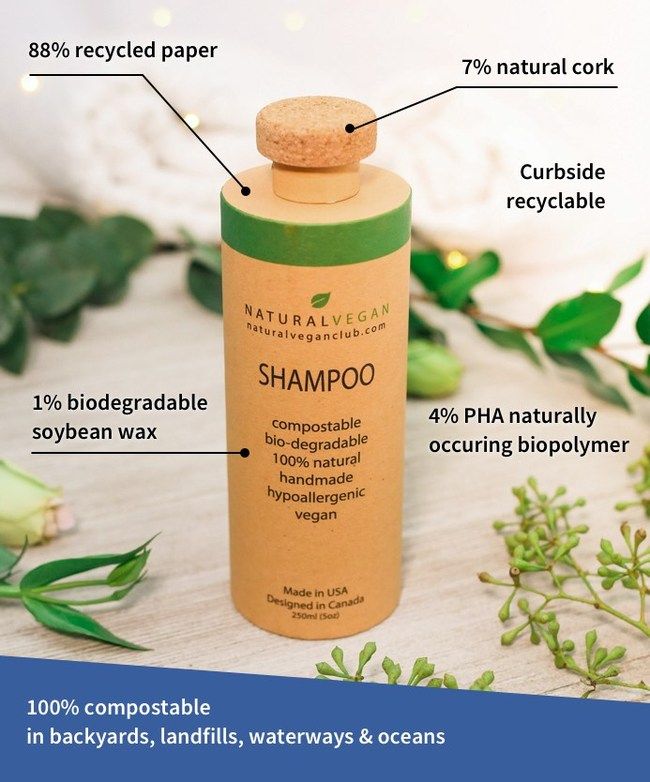 88% recycled paper
7% natural cork
Curbside
recyclable
NATURALVEGAN
naturalveganclub.com
SHAMPOO
1% biodegradable
soybean wax
4% PHA naturally
occuring biopolymer
compostable
bio-degradable
100% natural
handmade
hypoallergenic
vegan
Made in USA
Designed in Canada
250ml (5oz)
100% compostable
in backyards, landfills, waterways & oceans